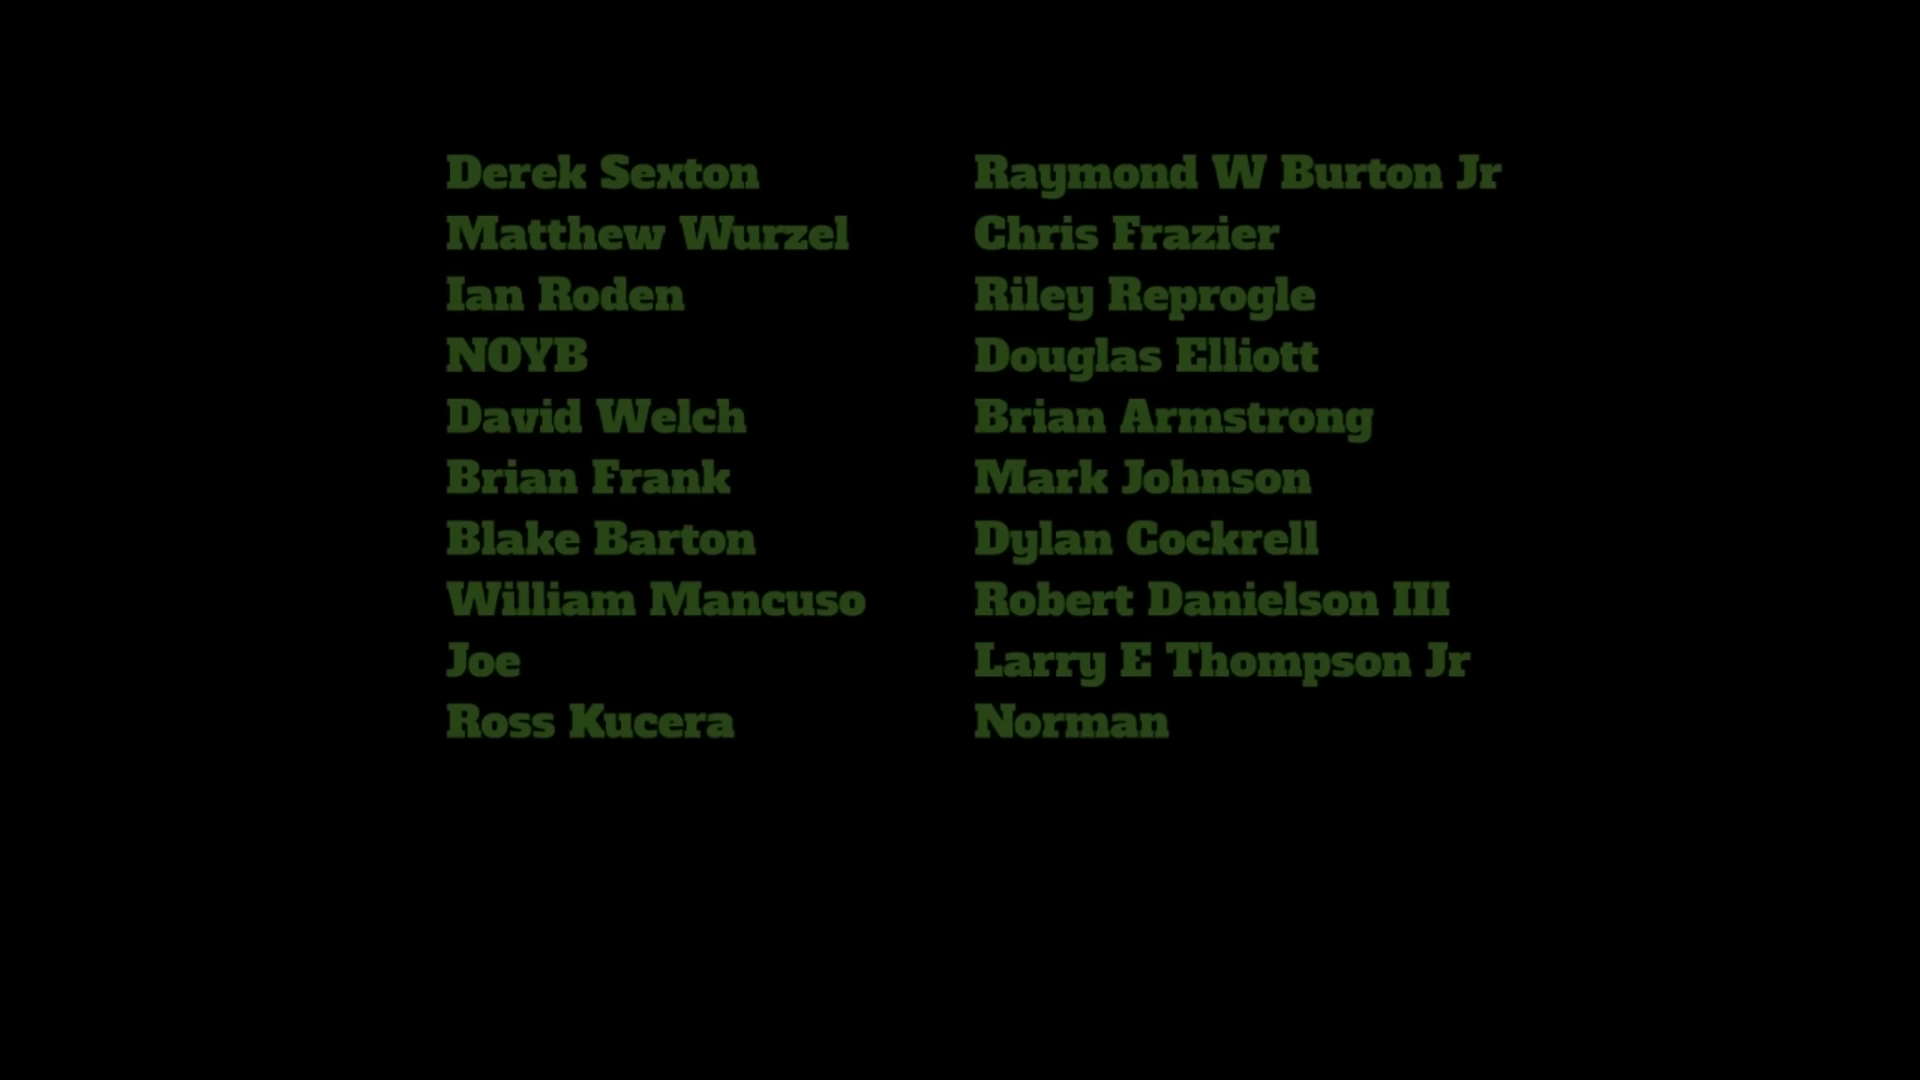 Derek Sexton
Matthew Wurzel
Ian Roden
NOYB
David Welch
Brian Frank
Blake Barton
William Mancuso
Joe
Ross Kucera
Raymond W Burton Jr
Chris Frazier
Riley Reprogle
Douglas Elliott
Brian Armstrong
Mark Johnson
Dylan Cockrell
Robert Danielson III
Larry E Thompson Jr
Norman